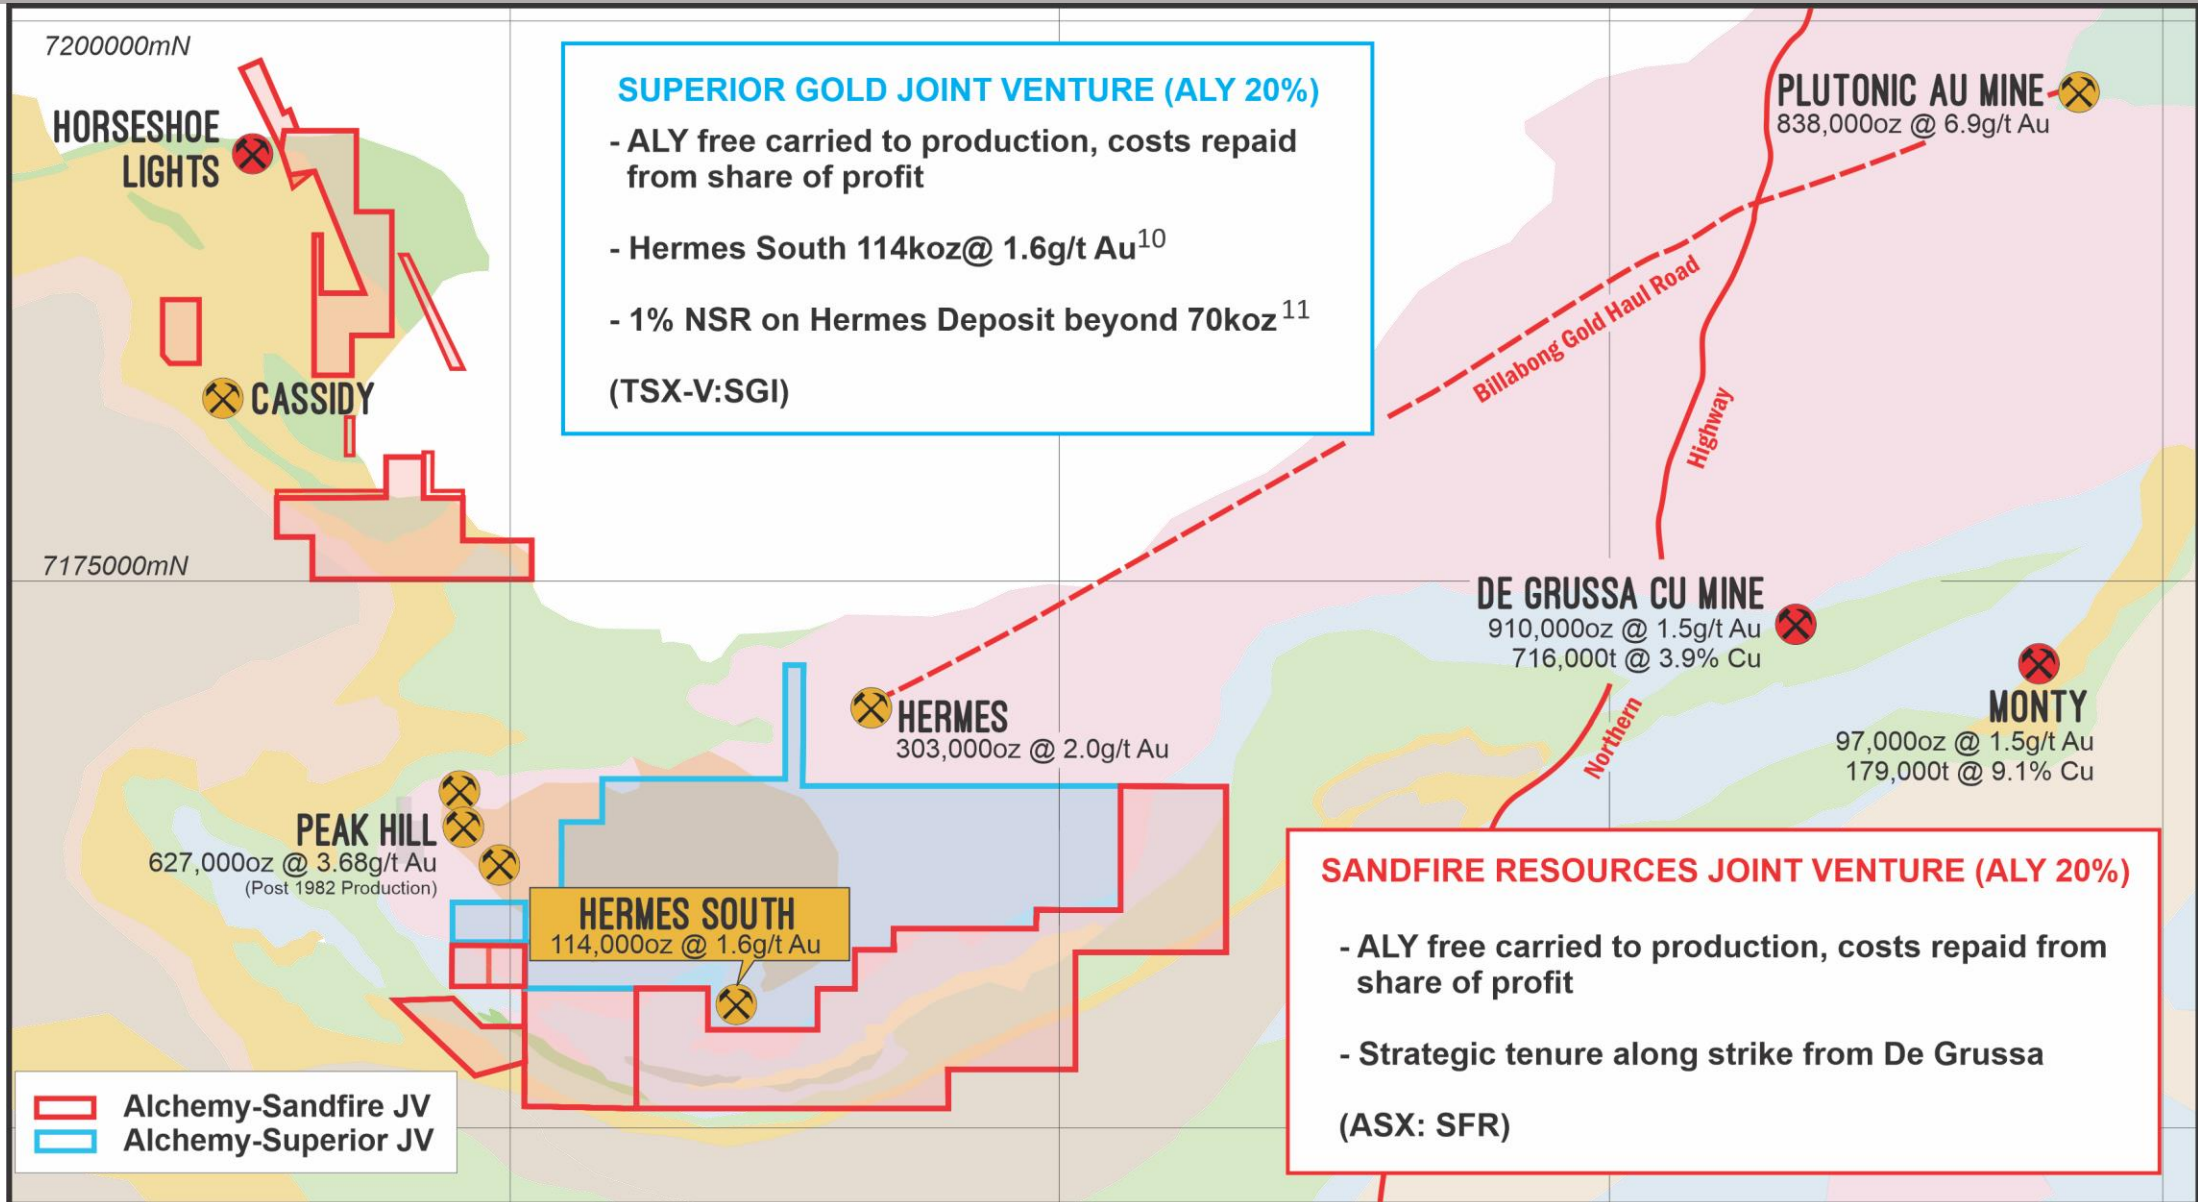 7200000mN
HORSESHOE
LIGHTS
SUPERIOR GOLD JOINT VENTURE (ALY 20%)
- ALY free carried to production, costs repaid
from share of profit
- Hermes South 114koz@ 1.6g/t Au10
- 1% NSR on Hermes Deposit beyond 70koz11
(TSX-V:SGI)
PLUTONIC AU MINE
838,000oz @ 6.9g/t Au
Billabong Gold Haul Road
Highway
CASSIDY
7175000mN
DE GRUSSA CU MINE
910,000oz @ 1.5g/t Au
716,000t @ 3.9% Cu
HERMES
303,000oz @ 2.0g/t Au
Northern
MONTY
97,000oz @ 1.5g/t Au
179,000t @ 9.1% Cu
PEAK HILL
627,000oz @ 3.68g/t Au
(Post 1982 Production)
HERMES SOUTH
114,000oz @ 1.6g/t Au
SANDFIRE RESOURCES JOINT VENTURE (ALY 20%)
- ALY free carried to production, costs repaid from
share of profit
- Strategic tenure along strike from De Grussa
(ASX: SFR)
Alchemy-Sandfire JV
Alchemy-Superior JV